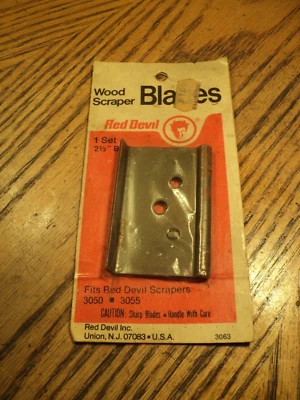 Wood
Scraper
Blades
Red Devil
1 Set
2½" B
Fits Red Devil Scrapers
3050 ■ 3055
CAUTION: Sharp Blades • Handle With Care
Red Devil Inc.
Union, N.J. 07083 • U.S.A.
3063